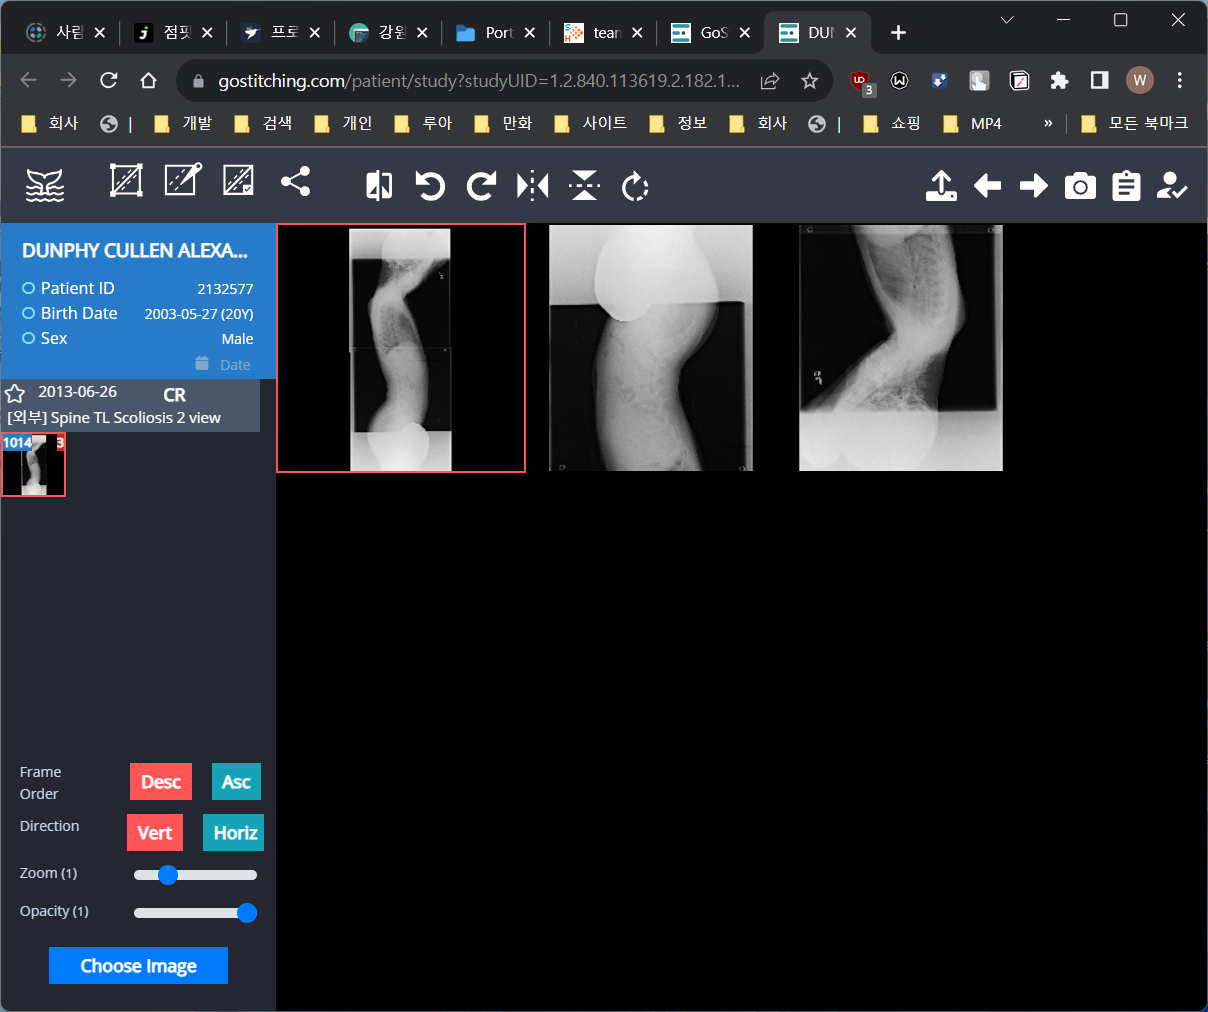 사람
점핏
프로
강원
Port
tean
GoS
DUN
gostitching.com/patient/study?studyUID=1.2.840.113619.2.182.1...
3
W
회사
|
개발
검색
개인
루아
만화
사이트
정보
회사
|
쇼핑
MP4
»
모든 북마크
DUNPHY CULLEN ALEXA...
Patient ID 2132577
Birth Date 2003-05-27 (20Y)
Sex Male
Date
2013-06-26 CR
[외부] Spine TL Scoliosis 2 view
1014 3
Frame
Order
Desc Asc
Direction Vert Horiz
Zoom (1)
Opacity (1)
Choose Image